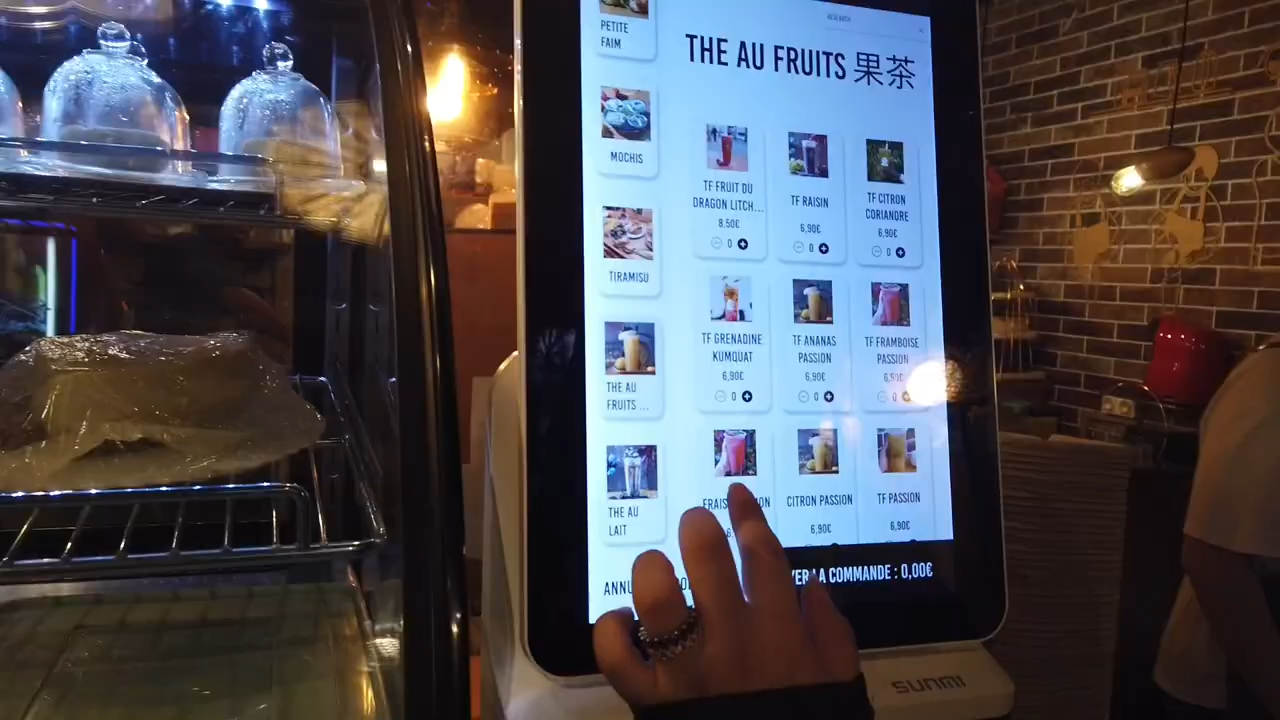 PETITE
FAIM
MOCHIS
TIRAMISU
THE AU
FRUITS ...
THE AU
LAIT
THE AU FRUITS 果茶
TF FRUIT DU
DRAGON LITCH...
8,50€
0
TF RAISIN
6,90€
0
TF CITRON
CORIANDRE
6,90€
0
TF GRENADINE
KUMQUAT
6,90€
0
TF ANANAS
PASSION
6,90€
0
TF FRAMBOISE
PASSION
6,90€
0
CITRON PASSION
6,90€
TF PASSION
6,90€
LA COMMANDE : 0,00€
SUNMI